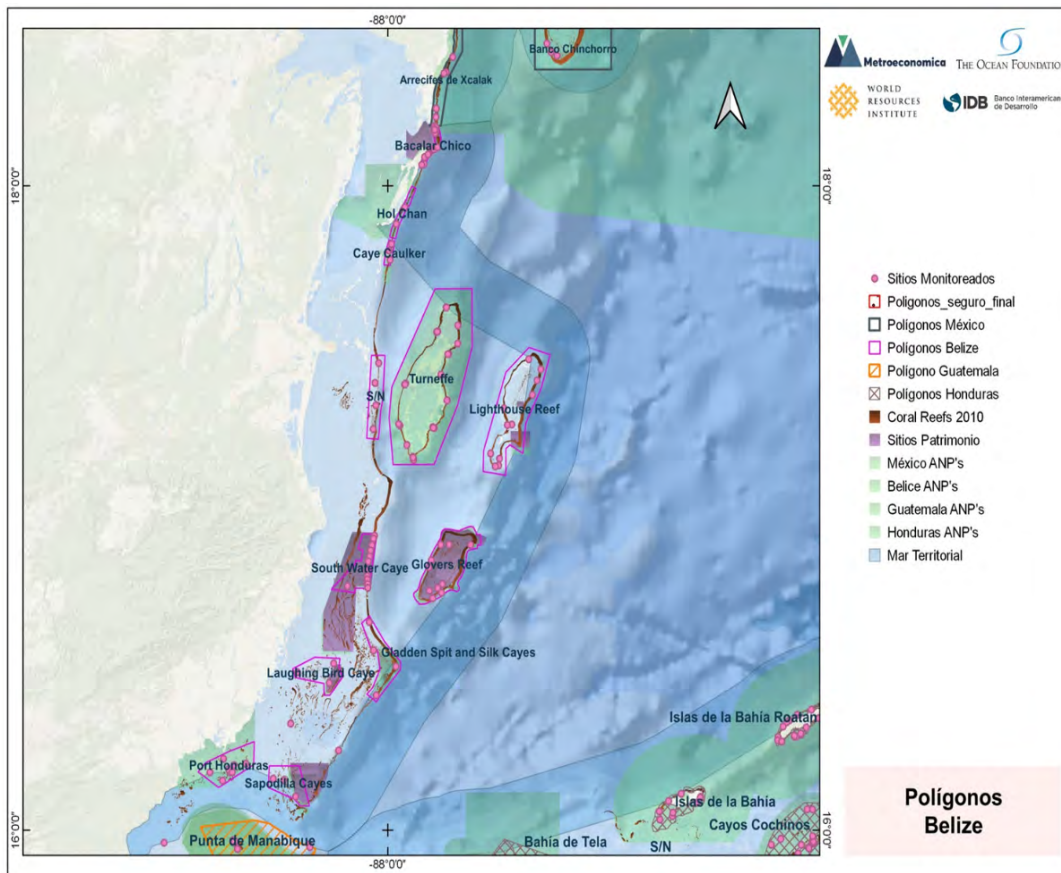 -88°0'0"
Banco Chinchorro
Arrecifes de Xcalak
Bacalar Chico
18°0'0"
18°0'0"
Hol Chan
Caye Caulker
Turneffe
S/N
Lighthouse Reef
South Water Caye
Glovers Reef
Gladden Spit and Silk Cayes
Laughing Bird Caye
Islas de la Bahía Roatán
Port Honduras
Sapodilla Cayes
Islas de la Bahía
Cayos Cochinos
Punta de Manabique
Bahía de Tela
S/N
16°0'0"
16°0'0"
-88°0'0"
Metroeconomica
THE OCEAN FOUNDATION
WORLD
RESOURCES
INSTITUTE
IDB
Banco Interamerican
de Desarrollo
Sitios Monitoreados
Poligonos_seguro_final
Polígonos México
Polígonos Belize
Polígono Guatemala
Polígonos Honduras
Coral Reefs 2010
Sitios Patrimonio
México ANP's
Belice ANP's
Guatemala ANP's
Honduras ANP's
Mar Territorial
Polígonos
Belize